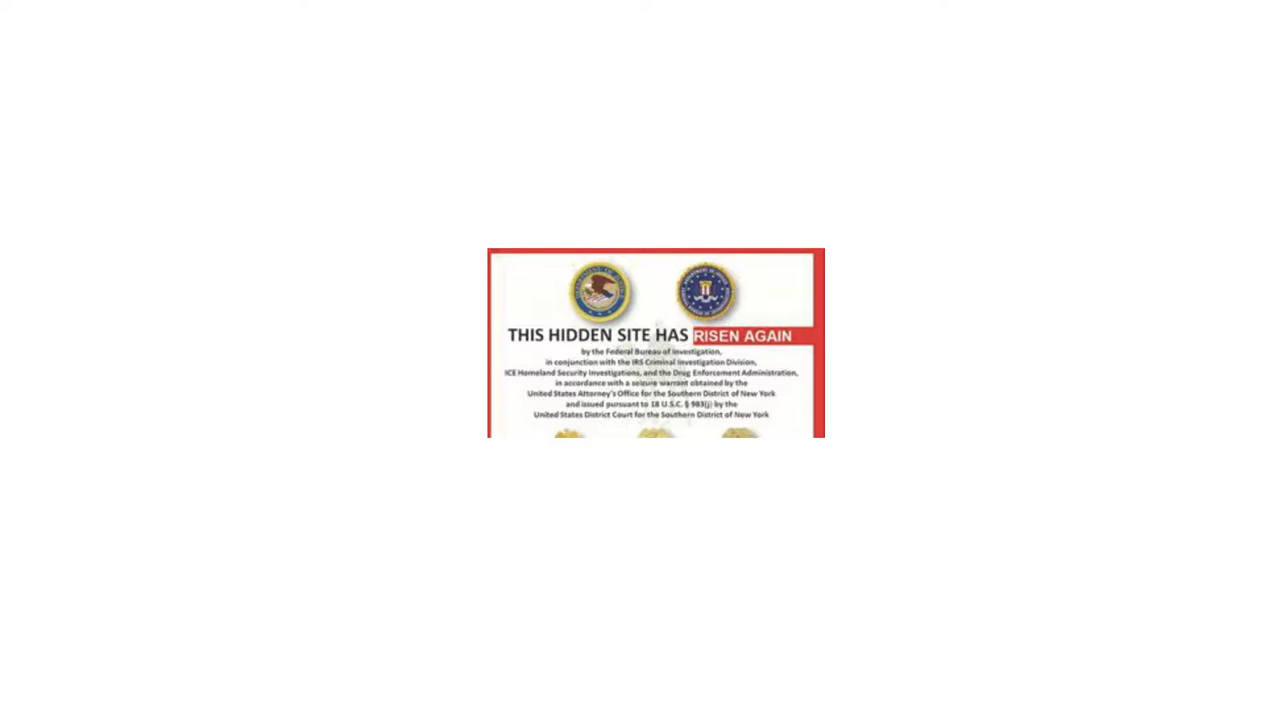 THIS HIDDEN SITE HAS RISEN AGAIN
by the Federal Bureau of Investigation,
in conjunction with the IRS Criminal Investigation Division,
ICE Homeland Security Investigations, and the Drug Enforcement Administration,
in accordance with a seizure warrant obtained by the
United States Attorney's Office for the Southern District of New York
and issued pursuant to 18 U.S.C. § 983(j) by the
United States District Court for the Southern District of New York